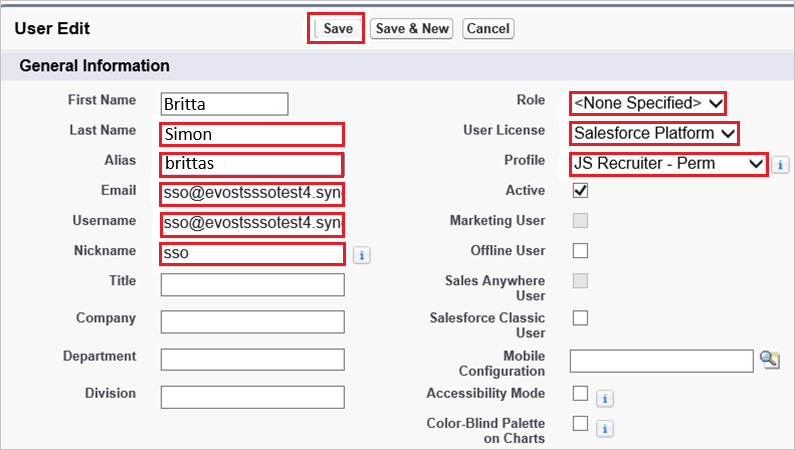 User Edit
Save
Save & New
Cancel
General Information
First Name
Britta
Last Name
Simon
Alias
brittas
Email
sso@evostsssotest4.syn
Username
sso@evostsssotest4.syn
Nickname
sso
i
Title
Company
Department
Division
Role
<None Specified>
User License
Salesforce Platform
Profile
JS Recruiter - Perm
i
Active
Marketing User
Offline User
Sales Anywhere
User
Salesforce Classic
User
Mobile
Configuration
Accessibility Mode
i
Color-Blind Palette
on Charts
i